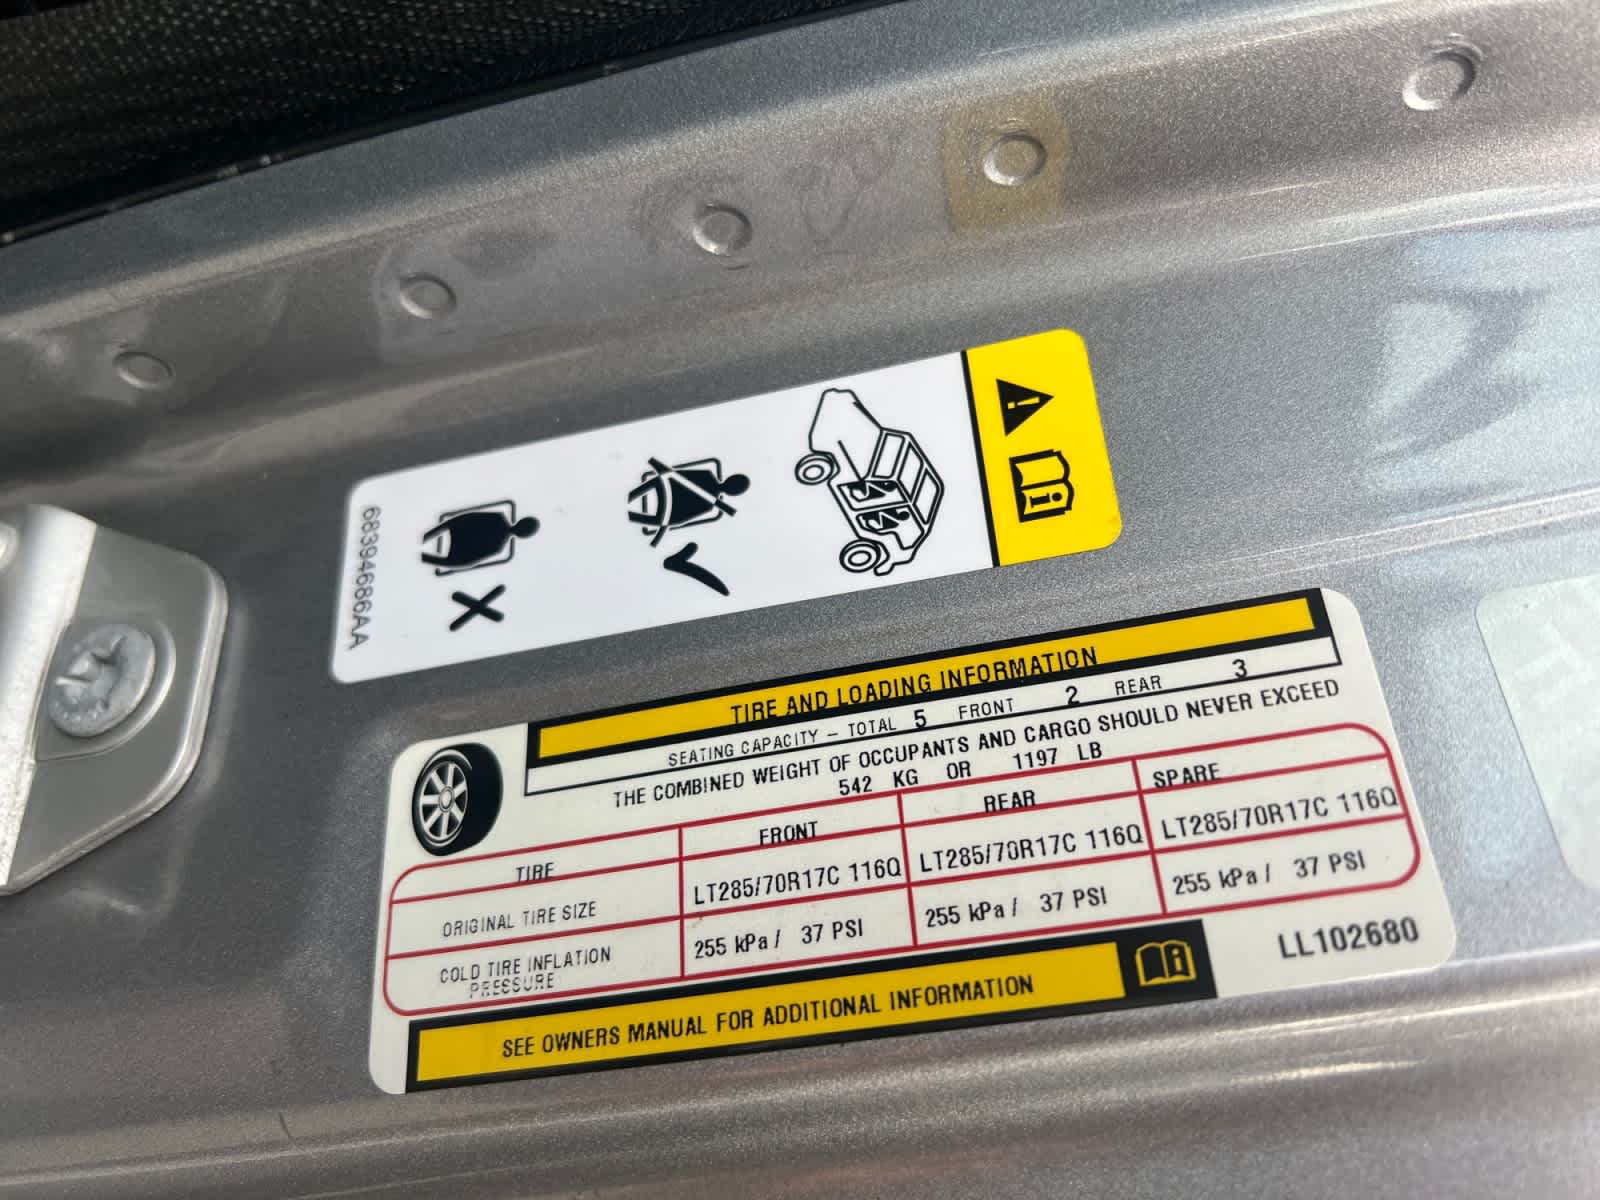 68394686AA
TIRE AND LOADING INFORMATION
SEATING CAPACITY – TOTAL 5 FRONT 2 REAR 3
THE COMBINED WEIGHT OF OCCUPANTS AND CARGO SHOULD NEVER EXCEED
542 KG OR 1197 LB
TIRE FRONT REAR SPARE
ORIGINAL TIRE SIZE LT285/70R17C 116Q LT285/70R17C 116Q LT285/70R17C 116Q
COLD TIRE INFLATION
PRESSURE 255 kPa / 37 PSI 255 kPa / 37 PSI 255 kPa / 37 PSI
SEE OWNERS MANUAL FOR ADDITIONAL INFORMATION
LL102680